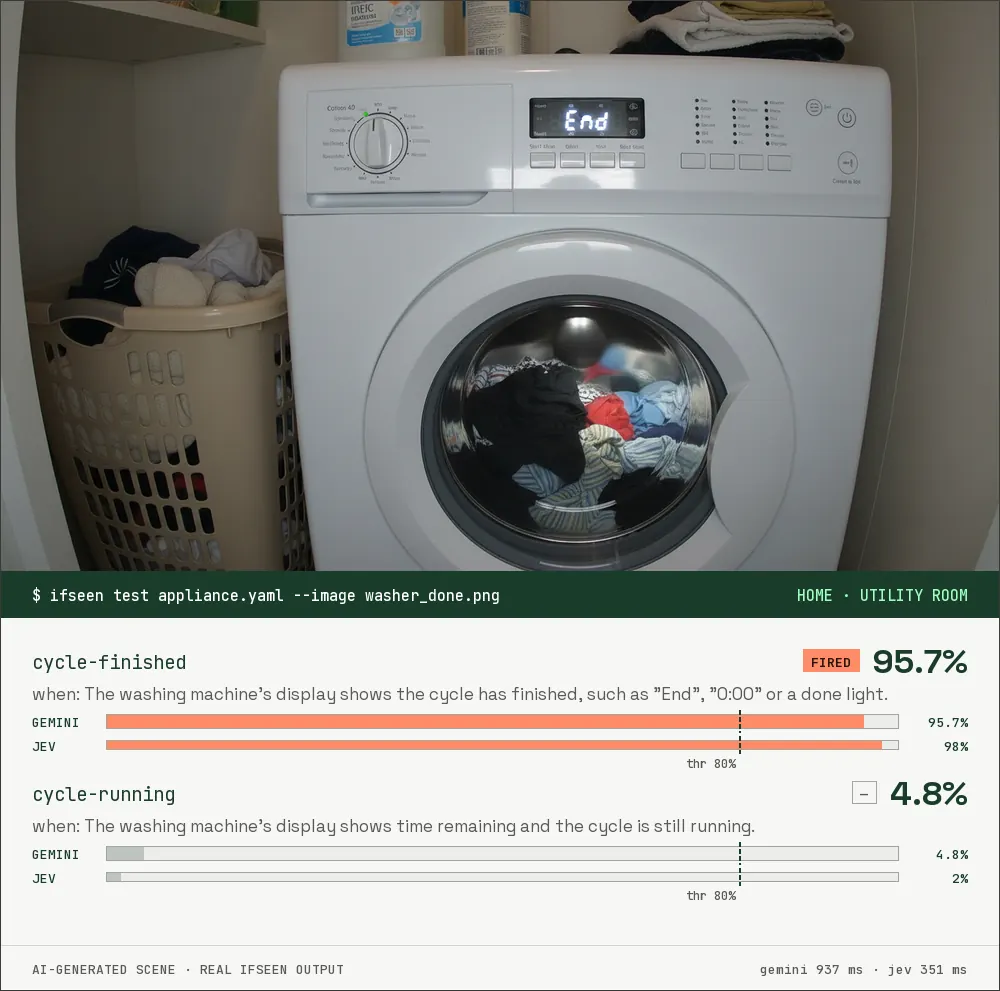 Cotton 40
End
$ ifseen test appliance.yaml --image washer_done.png
HOME · UTILITY ROOM
cycle-finished
FIRED 95.7%
when: The washing machine's display shows the cycle has finished, such as "End", "0:00" or a done light.
GEMINI 95.7%
JEV 98%
thr 80%
cycle-running
– 4.8%
when: The washing machine's display shows time remaining and the cycle is still running.
GEMINI 4.8%
JEV 2%
thr 80%
AI-GENERATED SCENE · REAL IFSEEN OUTPUT
gemini 937 ms · jev 351 ms